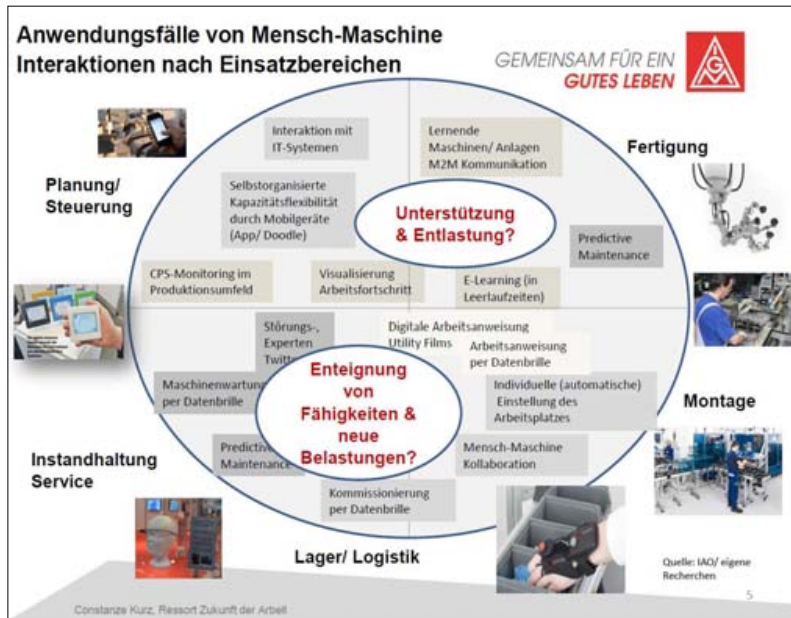 Anwendungsfälle von Mensch-Maschine
Interaktionen nach Einsatzbereichen
GEMEINSAM FÜR EIN
GUTES LEBEN
IGM
Interaktion mit
IT-Systemen
Lernende
Maschinen/ Anlagen
M2M Kommunikation
Fertigung
Planung/
Steuerung
Selbstorganisierte
Kapazitätsflexibilität
durch Mobilgeräte
(App/ Doodle)
Unterstützung
& Entlastung?
Predictive
Maintenance
CPS-Monitoring im
Produktionsumfeld
Visualisierung
Arbeitsfortschritt
E-Learning (in
Leerlaufzeiten)
Störungs-,
Experten
Twitt
Digitale Arbeitsanweisung
Utility Films
Arbeitsanweisung
per Datenbrille
Maschinenwartung
per Datenbrille
Enteignung
von
Fähigkeiten &
neue
Belastungen?
Individuelle (automatische)
Einstellung des
Arbeitsplatzes
Montage
Instandhaltung
Service
Predictive
Maintenance
Mensch-Maschine
Kollaboration
Kommissionierung
per Datenbrille
Lager/ Logistik
Quelle: IAO/ eigene
Recherchen
5
Constanze Kurz, Ressort Zukunft der Arbeit